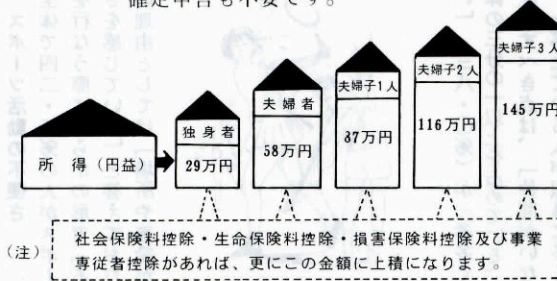 確定申告も不要です。
所 得（円益）
独身者
29万円
夫婦者
58万円
夫婦子1人
87万円
夫婦子2人
116万円
夫婦子3人
145万円
（注） 社会保険料控除・生命保険料控除・損害保険料控除及び事業
専従者控除があれば、更にこの金額に上積になります。